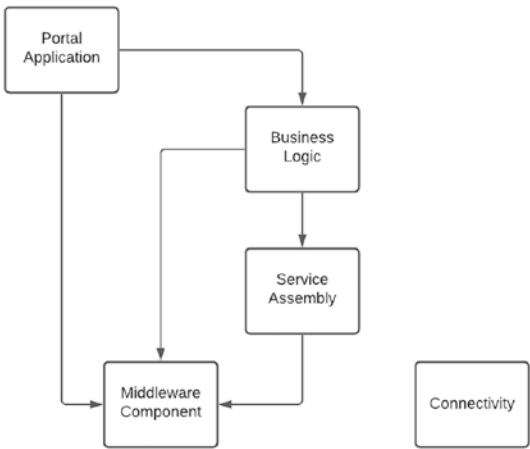 Portal
Application
Business
Logic
Service
Assembly
Middleware
Component
Connectivity